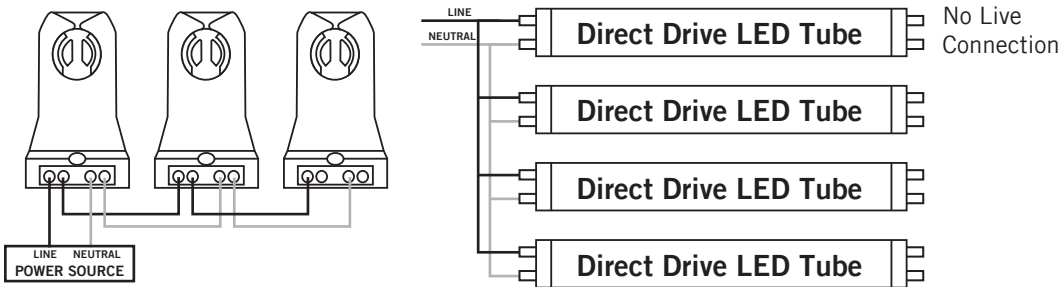 LINE NEUTRAL
POWER SOURCE
LINE
NEUTRAL
Direct Drive LED Tube
No Live
Connection
Direct Drive LED Tube
Direct Drive LED Tube
Direct Drive LED Tube